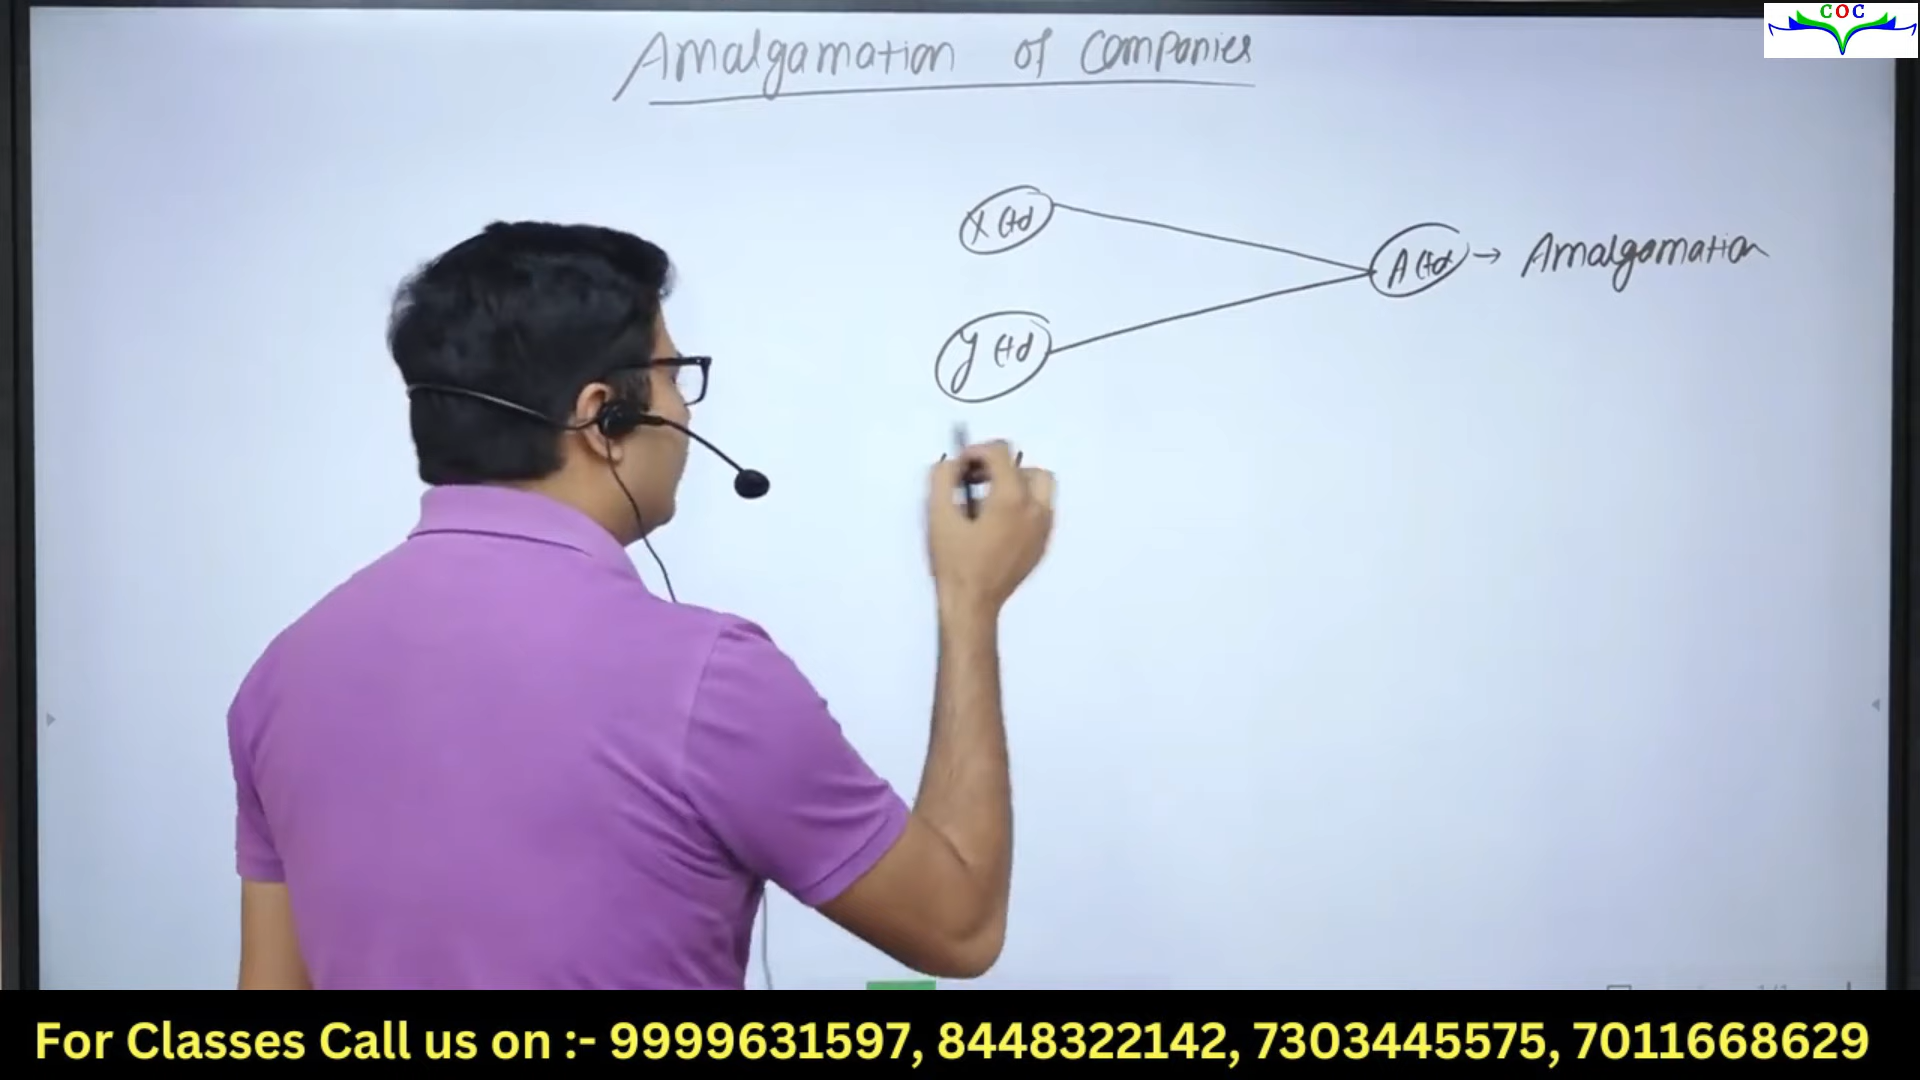 COC
Amalgamation of Companies
X Ltd
A Ltd → Amalgamation
Y Ltd
For Classes Call us on :- 9999631597, 8448322142, 7303445575, 7011668629